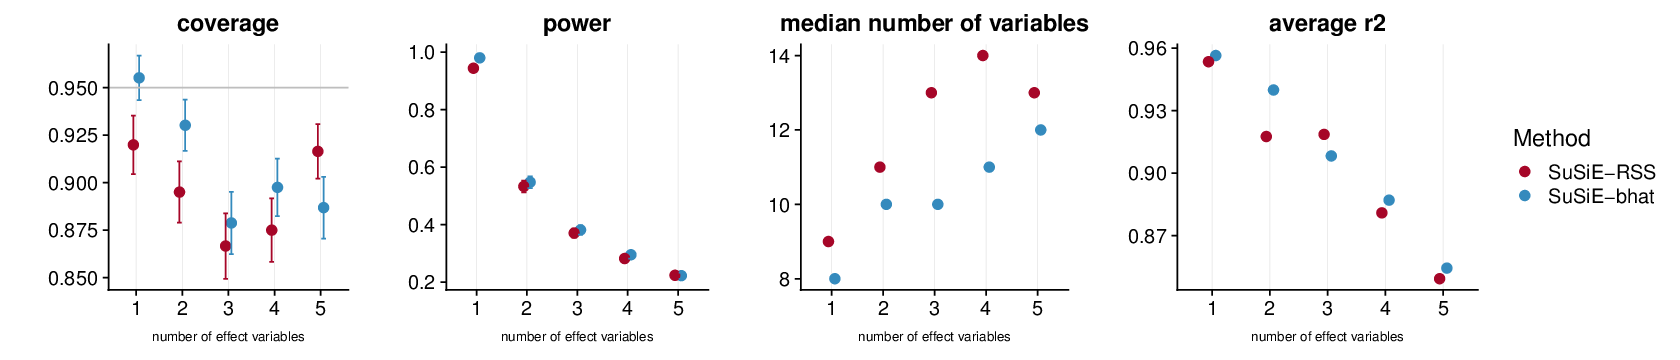 coverage
0.950
0.925
0.900
0.875
0.850
1 2 3 4 5
number of effect variables
power
1.0
0.8
0.6
0.4
0.2
1 2 3 4 5
number of effect variables
median number of variables
14
12
10
8
1 2 3 4 5
number of effect variables
average r2
0.96
0.93
0.90
0.87
1 2 3 4 5
number of effect variables
Method
SuSiE−RSS
SuSiE−bhat